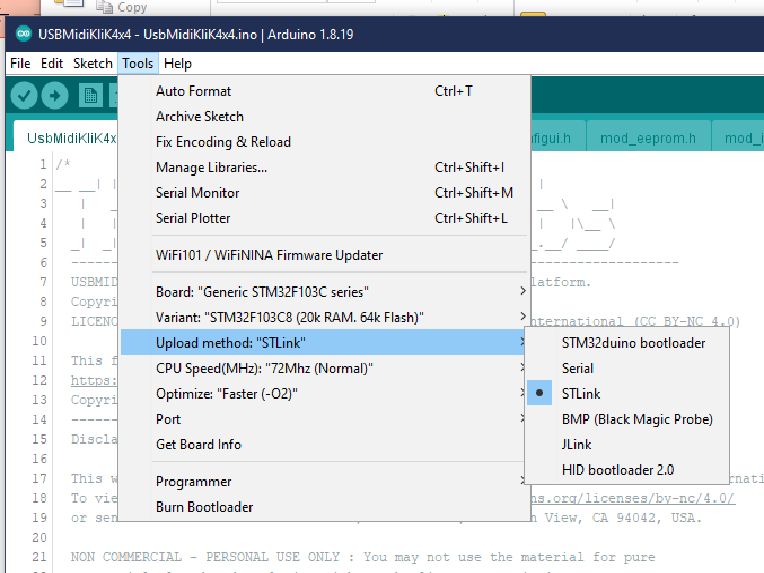 Copy
USBMidiKliK4x4 - UsbMidiKliK4x4.ino | Arduino 1.8.19
File Edit Sketch Tools Help
UsbMidiKliK4x
mod_eeprom.h
Auto Format Ctrl+T
Archive Sketch
Fix Encoding & Reload
Manage Libraries... Ctrl+Shift+I
Serial Monitor Ctrl+Shift+M
Serial Plotter Ctrl+Shift+L
WiFi101 / WiFiNINA Firmware Updater
Board: "Generic STM32F103C series"
Variant: "STM32F103C8 (20k RAM. 64k Flash)"
Upload method: "STLink"
CPU Speed(MHz): "72Mhz (Normal)"
Optimize: "Faster (-O2)"
Port
Get Board Info
Programmer
Burn Bootloader
STM32duino bootloader
Serial
STLink
BMP (Black Magic Probe)
JLink
HID bootloader 2.0
1 /*
2
3
4
5
6
7 USBMID latform.
8 Copyri
9 LICENC ernational (CC BY-NC 4.0)
10
11 This f
12 https:
13 Copyri
14
15 Discla
16
17 This w ernati
18 To vie ns.org/licenses/by-nc/4.0/
19 or sen n View, CA 94042, USA.
20
21 NON COMMERCIAL - PERSONAL USE ONLY : You may not use the material for pure